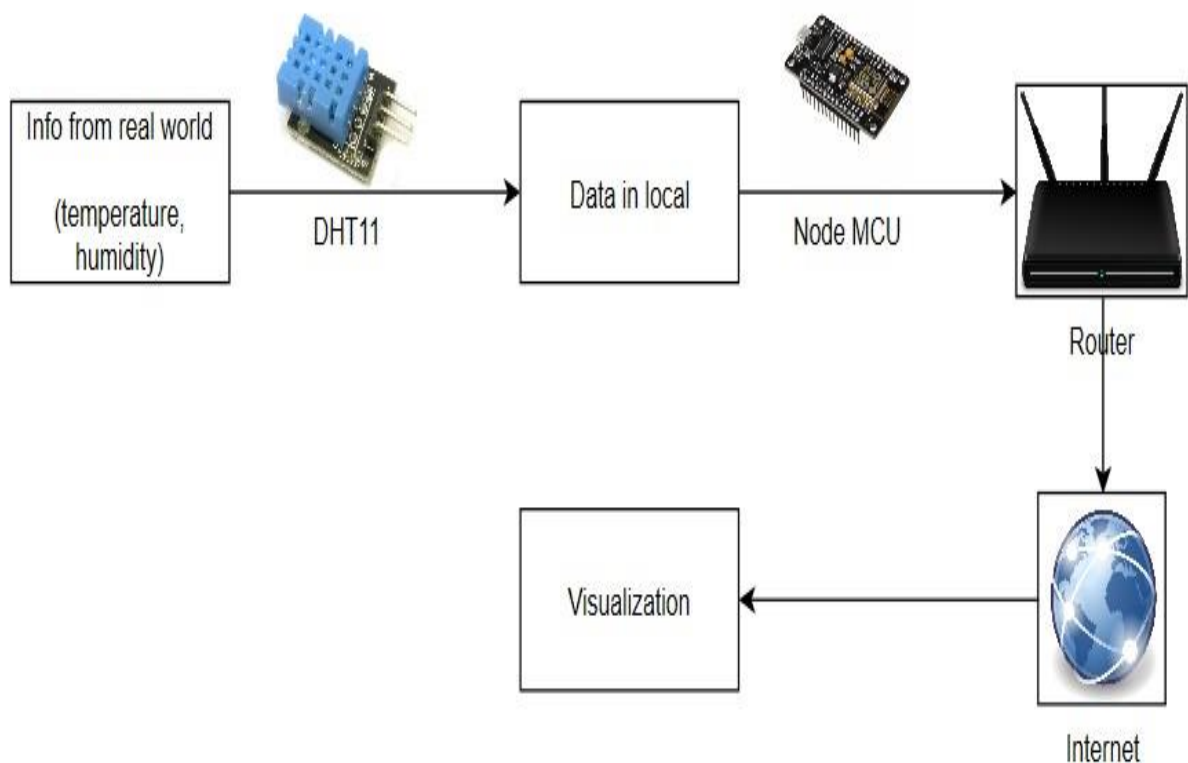 Info from real world
(temperature,
humidity)
DHT11
Data in local
Node MCU
Router
Visualization
Internet